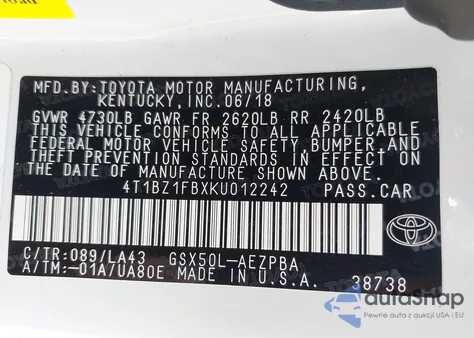 MFD.BY:TOYOTA MOTOR MANUFACTURING,
KENTUCKY, INC.06/18
GVWR 4730LB GAWR FR 2620LB RR 2420LB
THIS VEHICLE CONFORMS TO ALL APPLICABLE
FEDERAL MOTOR VEHICLE SAFETY,BUMPER,AND
THEFT PREVENTION STANDARDS IN EFFECT ON
THE DATE OF MANUFACTURE SHOWN ABOVE.
4T1BZ1FBXKU012242 PASS.CAR
C/TR:089/LA43 GSX50L-AEZPBA
A/TM:-01A/UA80E MADE IN U.S.A. 38738
TOYOTA
autosnap
Pewne auta z aukcji USA i EU